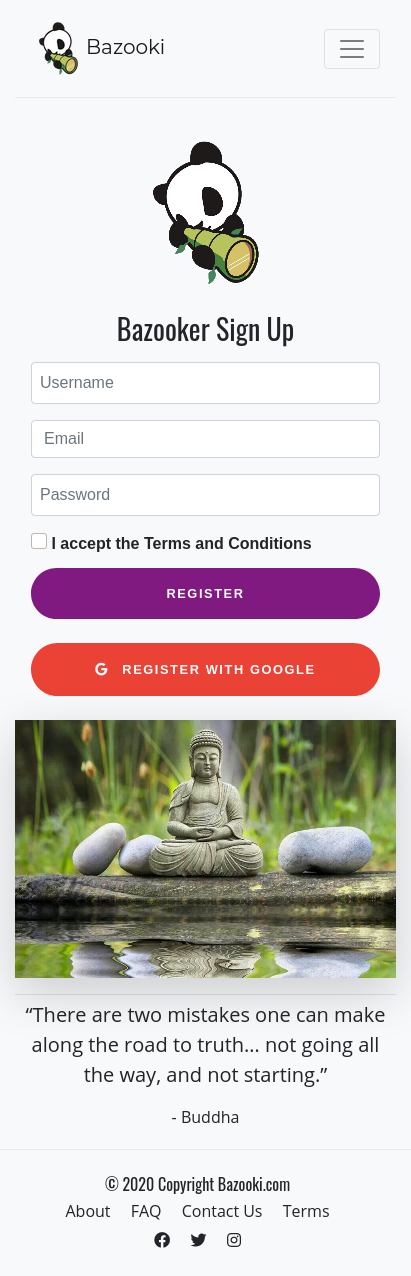 Bazooki
Bazooker Sign Up
Username
Email
Password
I accept the Terms and Conditions
REGISTER
G REGISTER WITH GOOGLE
“There are two mistakes one can make
along the road to truth... not going all
the way, and not starting.”
- Buddha
© 2020 Copyright Bazooki.com
About FAQ Contact Us Terms